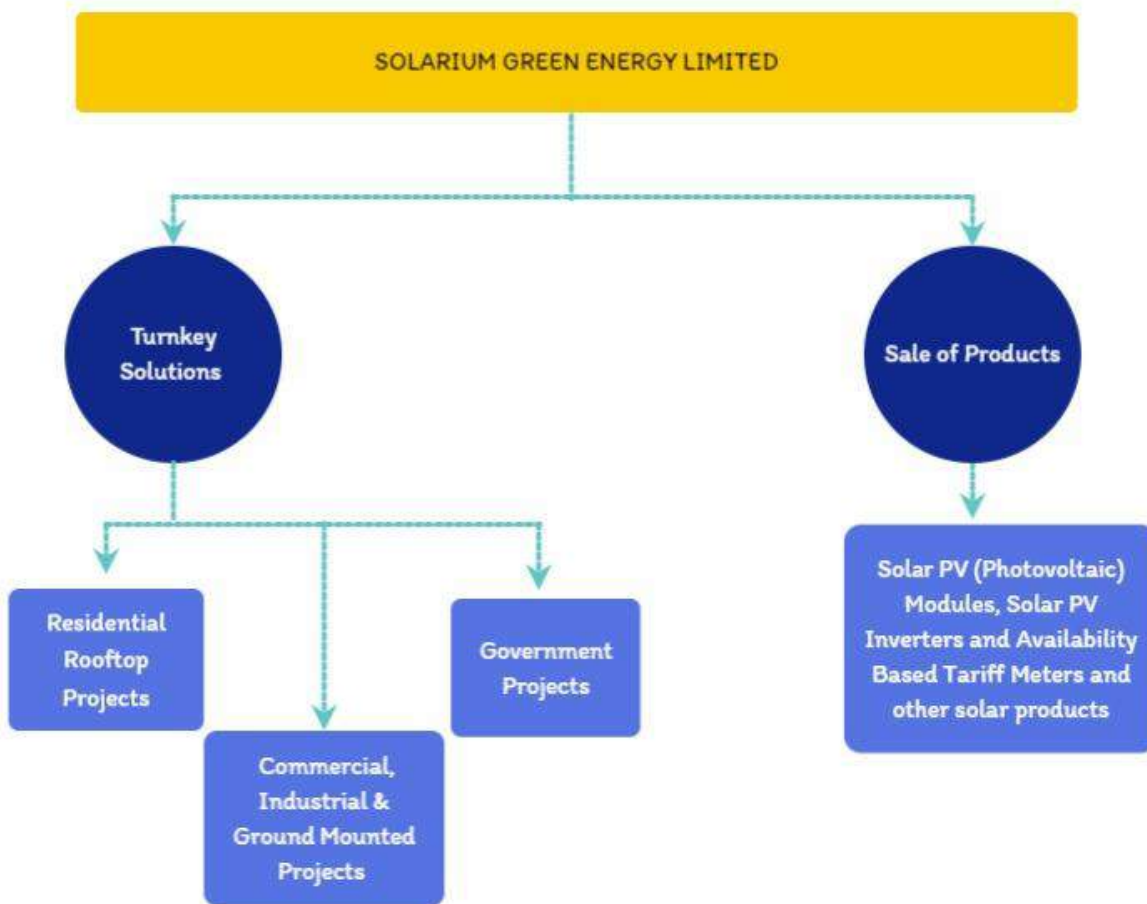 SOLARIUM GREEN ENERGY LIMITED
Turnkey
Solutions
Sale of Products
Residential
Rooftop
Projects
Commercial,
Industrial &
Ground Mounted
Projects
Government
Projects
Solar PV (Photovoltaic)
Modules, Solar PV
Inverters and Availability
Based Tariff Meters and
other solar products